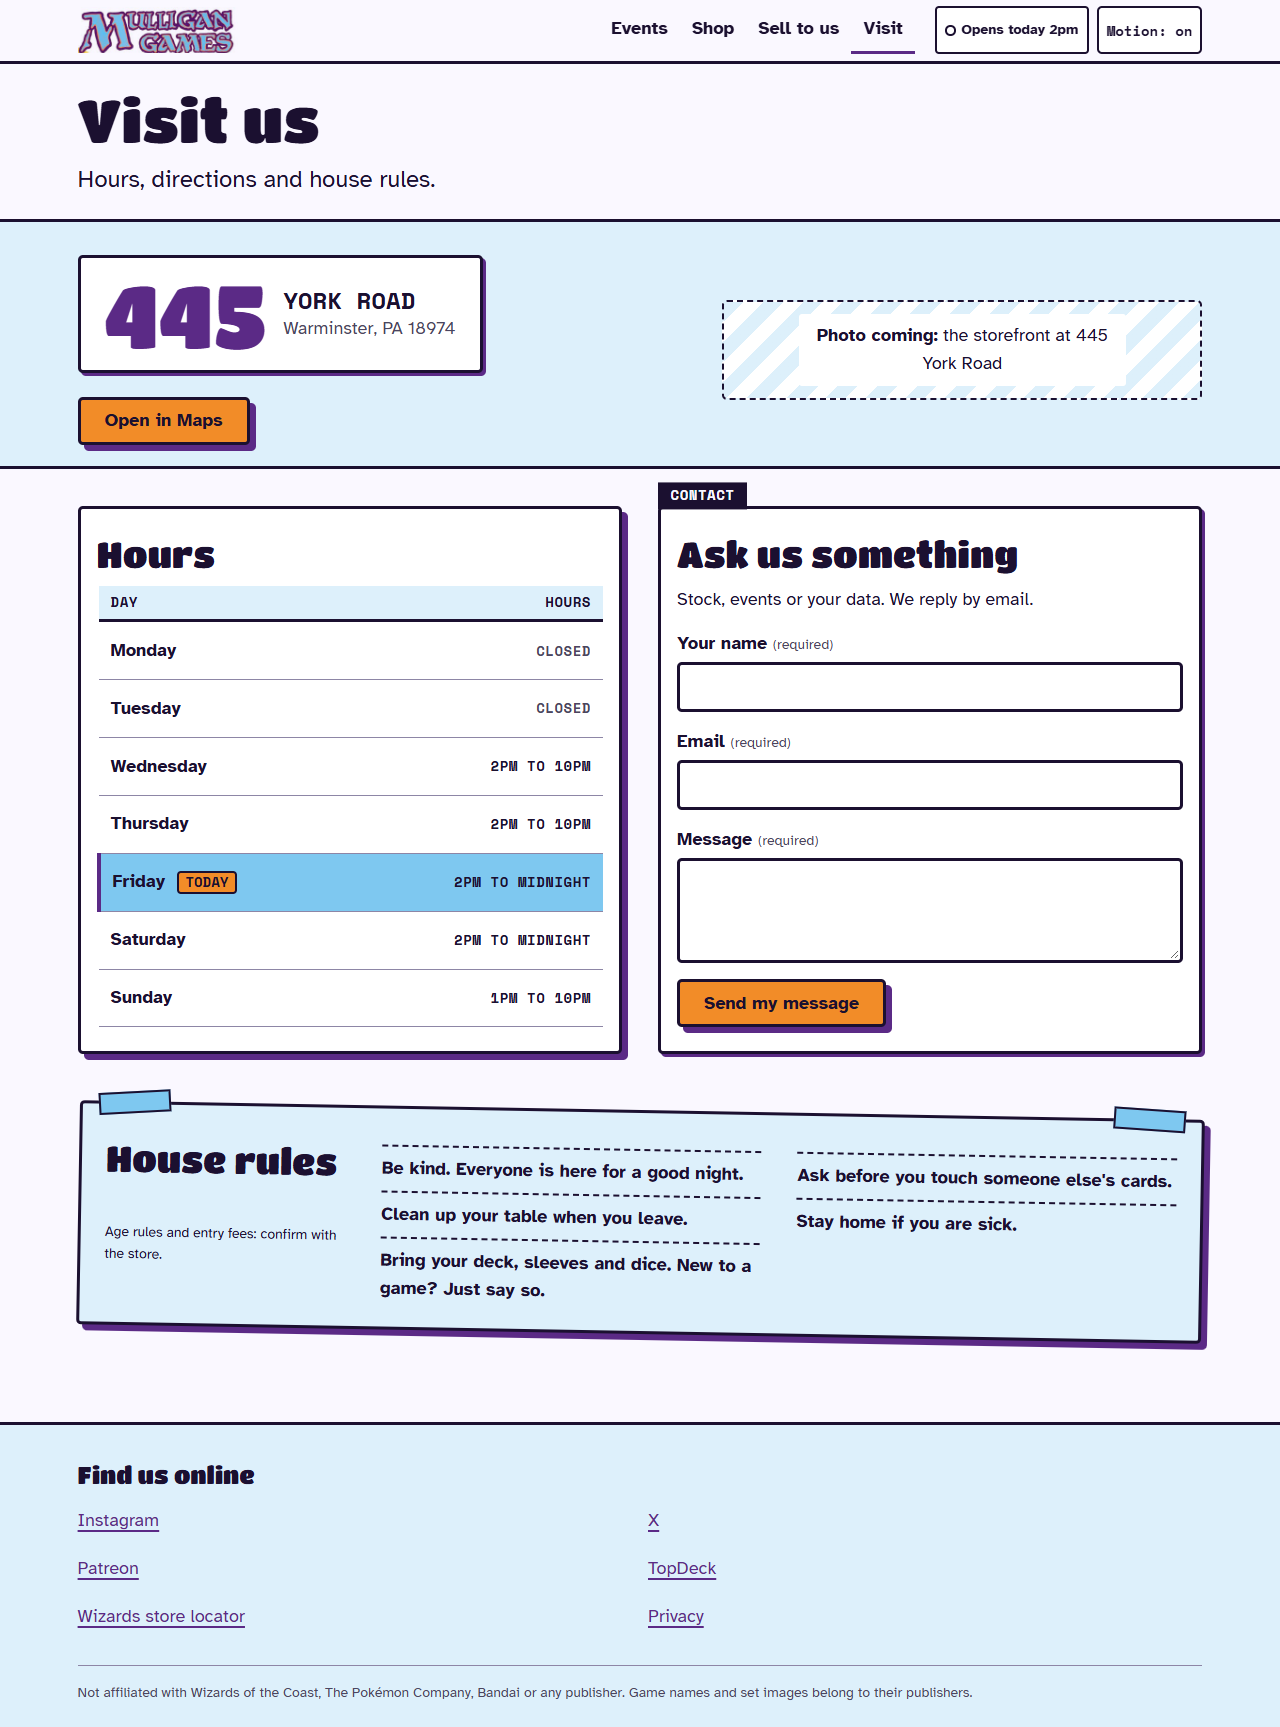 MULLIGAN GAMES
Events Shop Sell to us Visit Opens today 2pm Motion: on
Visit us
Hours, directions and house rules.
445 YORK ROAD
Warminster, PA 18974
Open in Maps
Photo coming: the storefront at 445
York Road
Hours
DAY HOURS
Monday CLOSED
Tuesday CLOSED
Wednesday 2PM TO 10PM
Thursday 2PM TO 10PM
Friday TODAY 2PM TO MIDNIGHT
Saturday 2PM TO MIDNIGHT
Sunday 1PM TO 10PM
CONTACT
Ask us something
Stock, events or your data. We reply by email.
Your name (required)
Email (required)
Message (required)
Send my message
House rules
Age rules and entry fees: confirm with
the store.
Be kind. Everyone is here for a good night.
Clean up your table when you leave.
Bring your deck, sleeves and dice. New to a
game? Just say so.
Ask before you touch someone else's cards.
Stay home if you are sick.
Find us online
Instagram X
Patreon TopDeck
Wizards store locator Privacy
Not affiliated with Wizards of the Coast, The Pokémon Company, Bandai or any publisher. Game names and set images belong to their publishers.